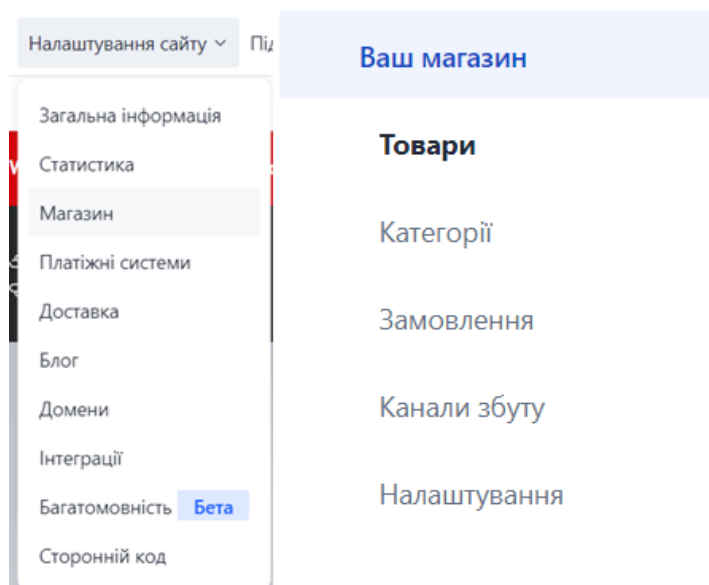 Налаштування сайту
Загальна інформація
Статистика
Магазин
Платіжні системи
Доставка
Блог
Домени
Інтеграції
Багатомовність Бета
Сторонній код
Ваш магазин
Товари
Категорії
Замовлення
Канали збуту
Налаштування